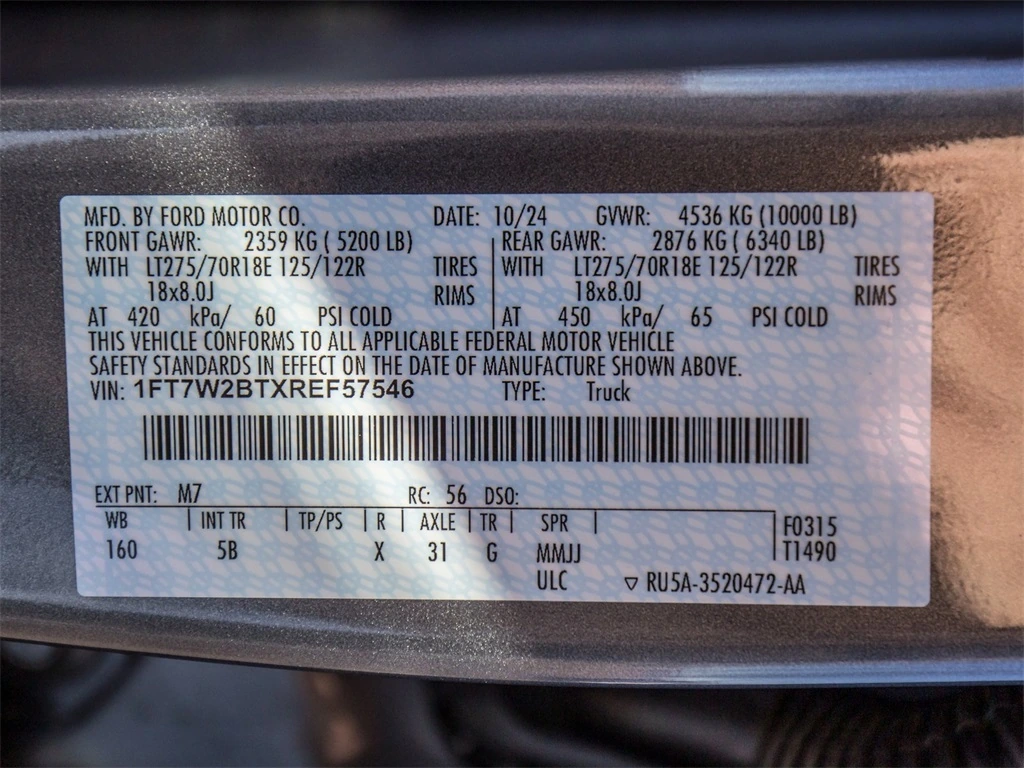 MFD. BY FORD MOTOR CO. DATE: 10/24 GVWR: 4536 KG (10000 LB)
FRONT GAWR: 2359 KG ( 5200 LB) REAR GAWR: 2876 KG ( 6340 LB)
WITH LT275/70R18E 125/122R TIRES WITH LT275/70R18E 125/122R TIRES
18x8.0J RIMS 18x8.0J RIMS
AT 420 kPa/ 60 PSI COLD AT 450 kPa/ 65 PSI COLD
THIS VEHICLE CONFORMS TO ALL APPLICABLE FEDERAL MOTOR VEHICLE
SAFETY STANDARDS IN EFFECT ON THE DATE OF MANUFACTURE SHOWN ABOVE.
VIN: 1FT7W2BTXREF57546 TYPE: Truck
EXT PNT: M7 RC: 56 DSO:
WB INT TR TP/PS R AXLE TR SPR F0315
160 5B X 31 G MMJJ T1490
ULC ▽ RU5A-3520472-AA